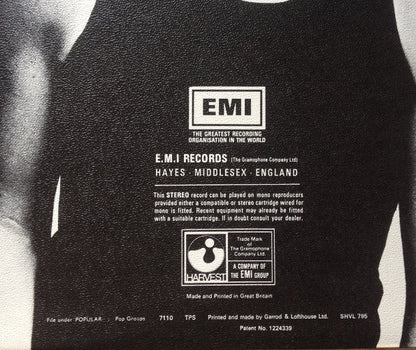 EMI
THE GREATEST RECORDING
ORGANISATION IN THE WORLD
E.M.I RECORDS (The Gramophone Company Ltd)
HAYES · MIDDLESEX · ENGLAND
This STEREO record can be played on mono reproducers
provided either a compatible or stereo cartridge wired for
mono is fitted. Recent equipment may already be fitted
with a suitable cartridge. If in doubt consult your dealer.
HARVEST
Trade Mark
of The
Gramophone
Company Ltd.
A COMPANY
OF THE
EMI GROUP
Made and Printed in Great Britain
File under POPULAR : Pop Groups 7110 TPS Printed and made by Garrod & Lofthouse Ltd. SHVL 795
Patent No. 1224339